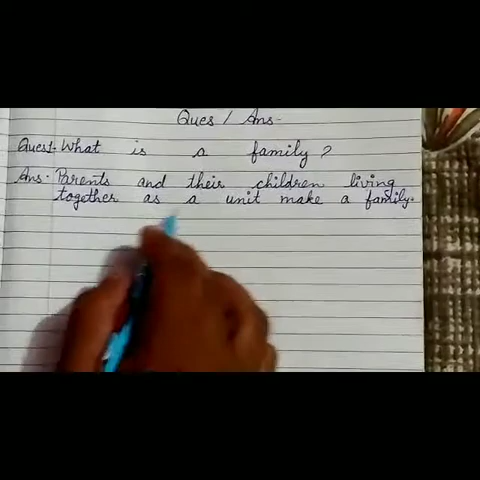 Ques / Ans-
Quest. What is a family?
Ans. Parents and their children living
together as a unit make a family.